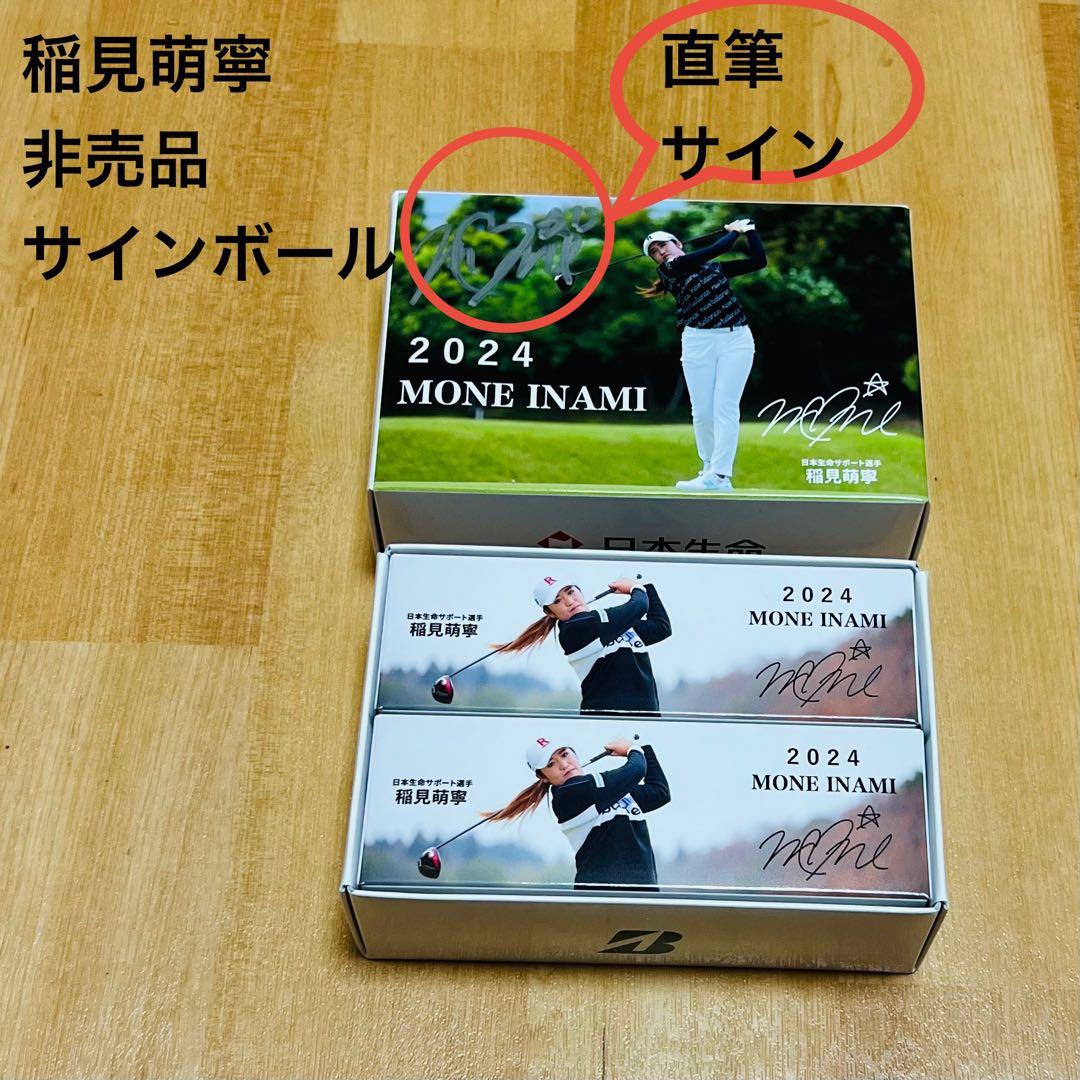 稲見萌寧
非売品
サインボール
直筆
サイン
2024
MONE INAMI
日本生命サポート選手
稲見萌寧
日本生命
日本生命サポート選手
稲見萌寧
2024
MONE INAMI
日本生命サポート選手
稲見萌寧
2024
MONE INAMI